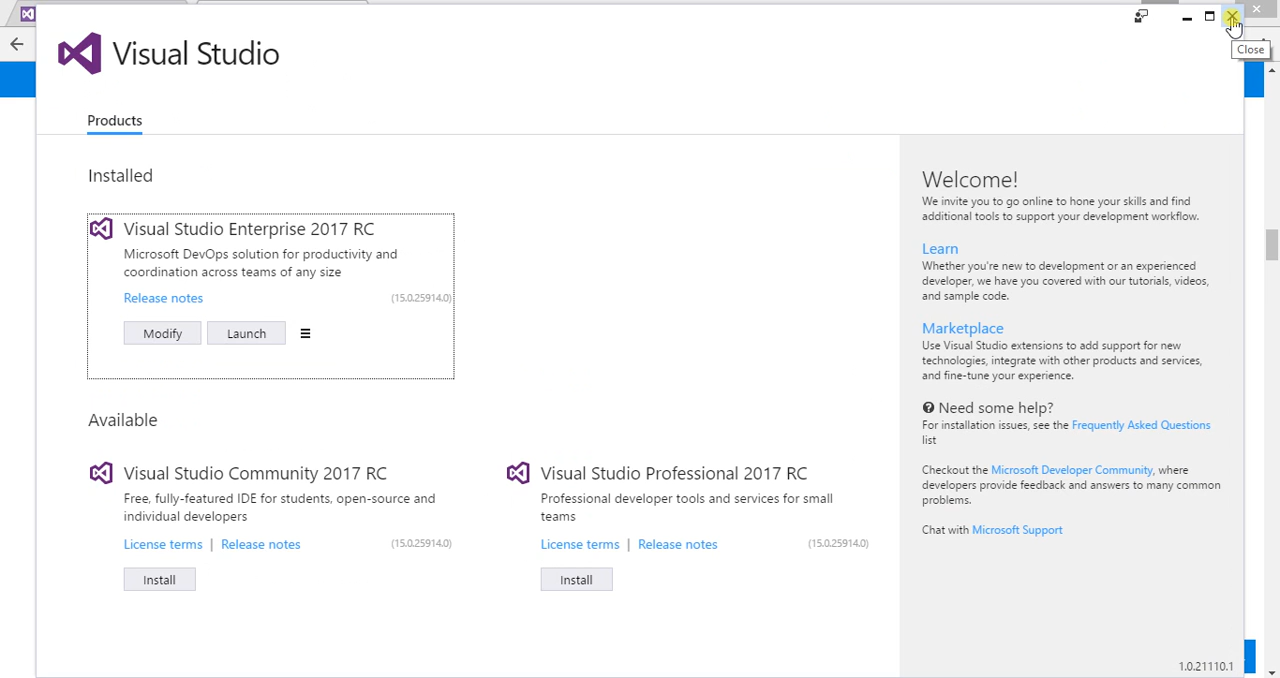 Close
Visual Studio
Products
Installed
Visual Studio Enterprise 2017 RC
Microsoft DevOps solution for productivity and
coordination across teams of any size
Release notes
(15.0.25914.0)
Modify
Launch
Available
Visual Studio Community 2017 RC
Free, fully-featured IDE for students, open-source and
individual developers
License terms | Release notes
(15.0.25914.0)
Install
Visual Studio Professional 2017 RC
Professional developer tools and services for small
teams
License terms | Release notes
(15.0.25914.0)
Install
Welcome!
We invite you to go online to hone your skills and find
additional tools to support your development workflow.
Learn
Whether you're new to development or an experienced
developer, we have you covered with our tutorials, videos,
and sample code.
Marketplace
Use Visual Studio extensions to add support for new
technologies, integrate with other products and services,
and fine-tune your experience.
Need some help?
For installation issues, see the Frequently Asked Questions
list
Checkout the Microsoft Developer Community, where
developers provide feedback and answers to many common
problems.
Chat with Microsoft Support
1.0.21110.1